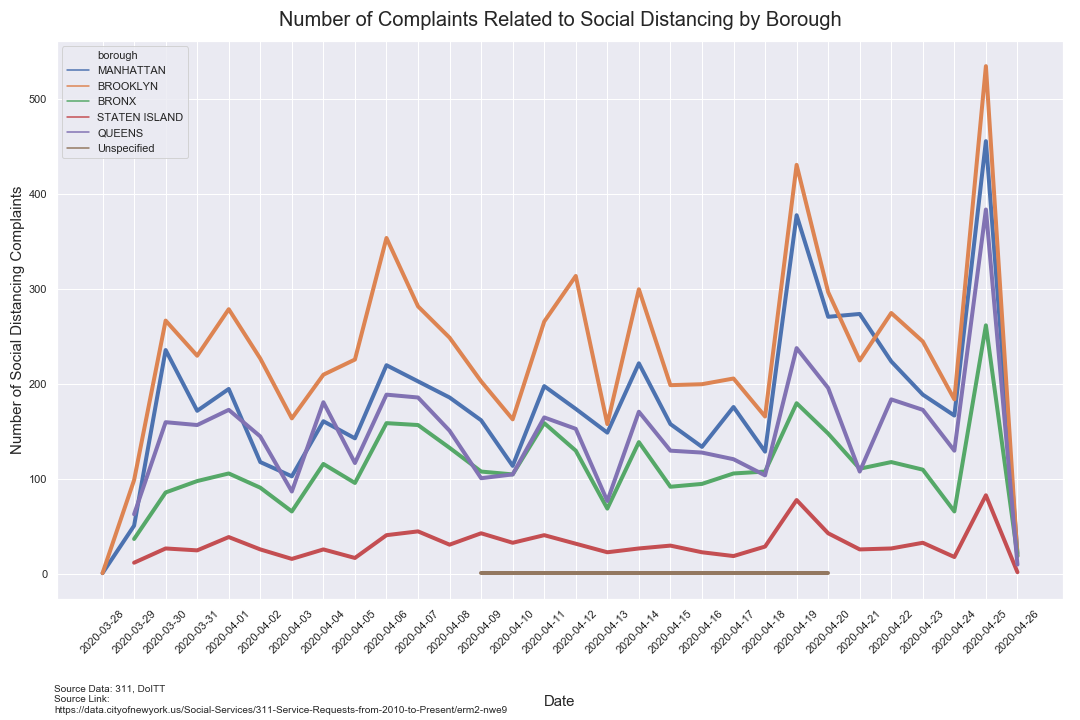 Number of Complaints Related to Social Distancing by Borough
borough
MANHATTAN
BROOKLYN
BRONX
STATEN ISLAND
QUEENS
Unspecified
Number of Social Distancing Complaints
500
400
300
200
100
0
2020-03-28
2020-03-29
2020-03-30
2020-03-31
2020-04-01
2020-04-02
2020-04-03
2020-04-04
2020-04-05
2020-04-06
2020-04-07
2020-04-08
2020-04-09
2020-04-10
2020-04-11
2020-04-12
2020-04-13
2020-04-14
2020-04-15
2020-04-16
2020-04-17
2020-04-18
2020-04-19
2020-04-20
2020-04-21
2020-04-22
2020-04-23
2020-04-24
2020-04-25
2020-04-26
Date
Source Data: 311, DoITT
Source Link:
https://data.cityofnewyork.us/Social-Services/311-Service-Requests-from-2010-to-Present/erm2-nwe9